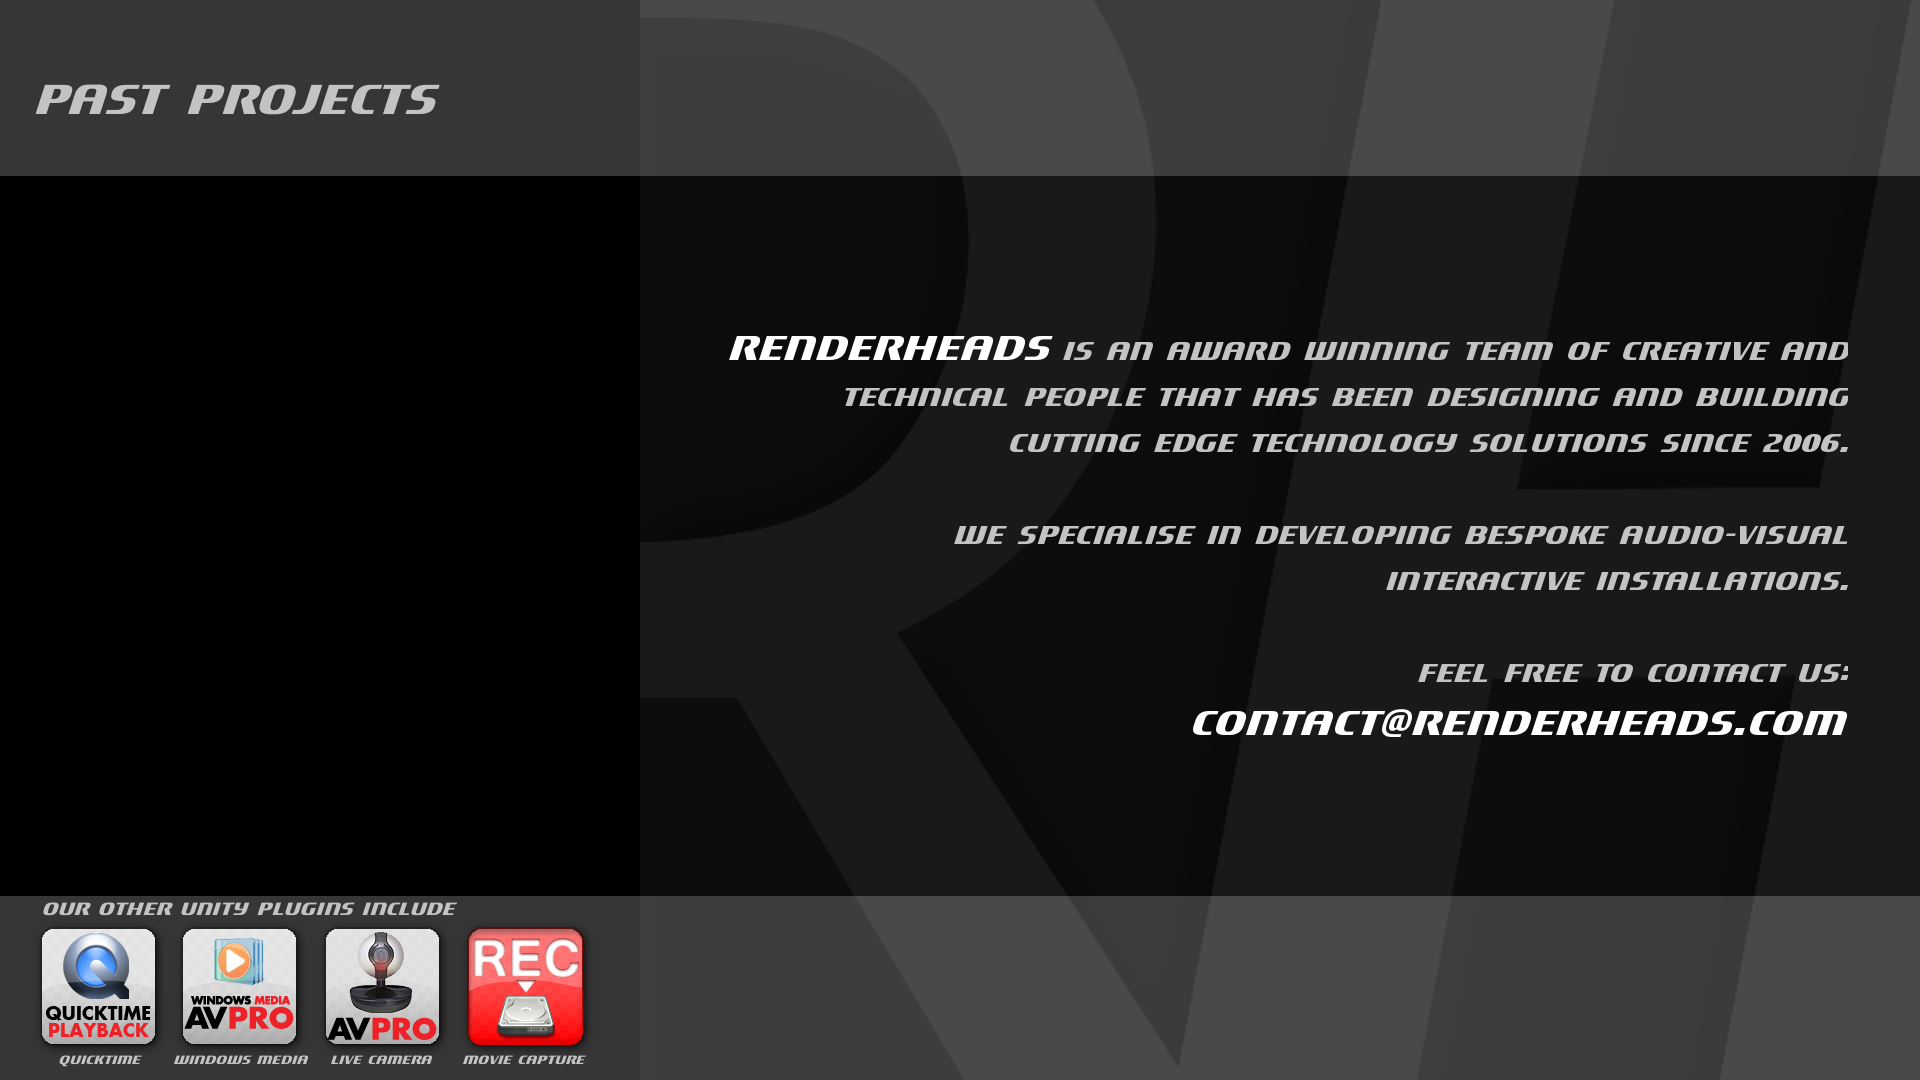 PAST PROJECTS
RENDERHEADS IS AN AWARD WINNING TEAM OF CREATIVE AND
TECHNICAL PEOPLE THAT HAS BEEN DESIGNING AND BUILDING
CUTTING EDGE TECHNOLOGY SOLUTIONS SINCE 2006.
WE SPECIALISE IN DEVELOPING BESPOKE AUDIO-VISUAL
INTERACTIVE INSTALLATIONS.
FEEL FREE TO CONTACT US:
CONTACT@RENDERHEADS.COM
OUR OTHER UNITY PLUGINS INCLUDE
QUICKTIME
PLAYBACK
QUICKTIME
WINDOWS MEDIA
AVPRO
WINDOWS MEDIA
AVPRO
LIVE CAMERA
REC
MOVIE CAPTURE